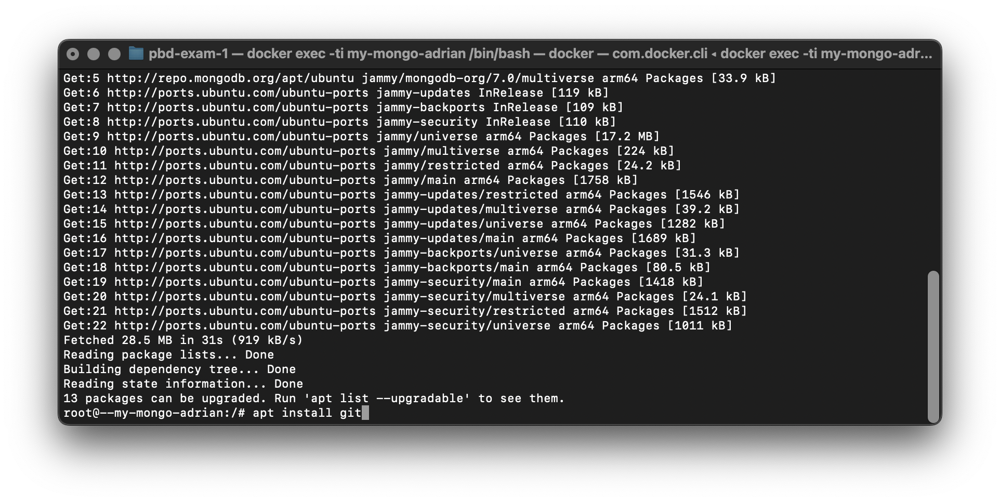 pbd-exam-1 — docker exec -ti my-mongo-adrian /bin/bash — docker — com.docker.cli ◂ docker exec -ti my-mongo-adr...
Get:5 http://repo.mongodb.org/apt/ubuntu jammy/mongodb-org/7.0/multiverse arm64 Packages [33.9 kB]
Get:6 http://ports.ubuntu.com/ubuntu-ports jammy-updates InRelease [119 kB]
Get:7 http://ports.ubuntu.com/ubuntu-ports jammy-backports InRelease [109 kB]
Get:8 http://ports.ubuntu.com/ubuntu-ports jammy-security InRelease [110 kB]
Get:9 http://ports.ubuntu.com/ubuntu-ports jammy/universe arm64 Packages [17.2 MB]
Get:10 http://ports.ubuntu.com/ubuntu-ports jammy/multiverse arm64 Packages [224 kB]
Get:11 http://ports.ubuntu.com/ubuntu-ports jammy/restricted arm64 Packages [24.2 kB]
Get:12 http://ports.ubuntu.com/ubuntu-ports jammy/main arm64 Packages [1758 kB]
Get:13 http://ports.ubuntu.com/ubuntu-ports jammy-updates/restricted arm64 Packages [1546 kB]
Get:14 http://ports.ubuntu.com/ubuntu-ports jammy-updates/multiverse arm64 Packages [39.2 kB]
Get:15 http://ports.ubuntu.com/ubuntu-ports jammy-updates/universe arm64 Packages [1282 kB]
Get:16 http://ports.ubuntu.com/ubuntu-ports jammy-updates/main arm64 Packages [1689 kB]
Get:17 http://ports.ubuntu.com/ubuntu-ports jammy-backports/universe arm64 Packages [31.3 kB]
Get:18 http://ports.ubuntu.com/ubuntu-ports jammy-backports/main arm64 Packages [80.5 kB]
Get:19 http://ports.ubuntu.com/ubuntu-ports jammy-security/main arm64 Packages [1418 kB]
Get:20 http://ports.ubuntu.com/ubuntu-ports jammy-security/multiverse arm64 Packages [24.1 kB]
Get:21 http://ports.ubuntu.com/ubuntu-ports jammy-security/restricted arm64 Packages [1512 kB]
Get:22 http://ports.ubuntu.com/ubuntu-ports jammy-security/universe arm64 Packages [1011 kB]
Fetched 28.5 MB in 31s (919 kB/s)
Reading package lists... Done
Building dependency tree... Done
Reading state information... Done
13 packages can be upgraded. Run 'apt list --upgradable' to see them.
root@--my-mongo-adrian:/# apt install git